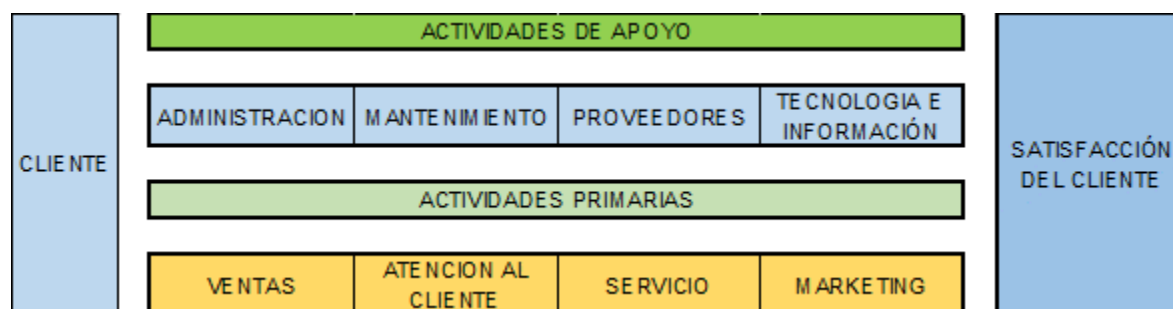 ACTIVIDADES DE APOYO
ADMINISTRACION
MANTENIMIENTO
PROVEEDORES
TECNOLOGIA E
INFORMACIÓN
CLIENTE
SATISFACCIÓN
DEL CLIENTE
ACTIVIDADES PRIMARIAS
VENTAS
ATENCION AL
CLIENTE
SERVICIO
MARKETING